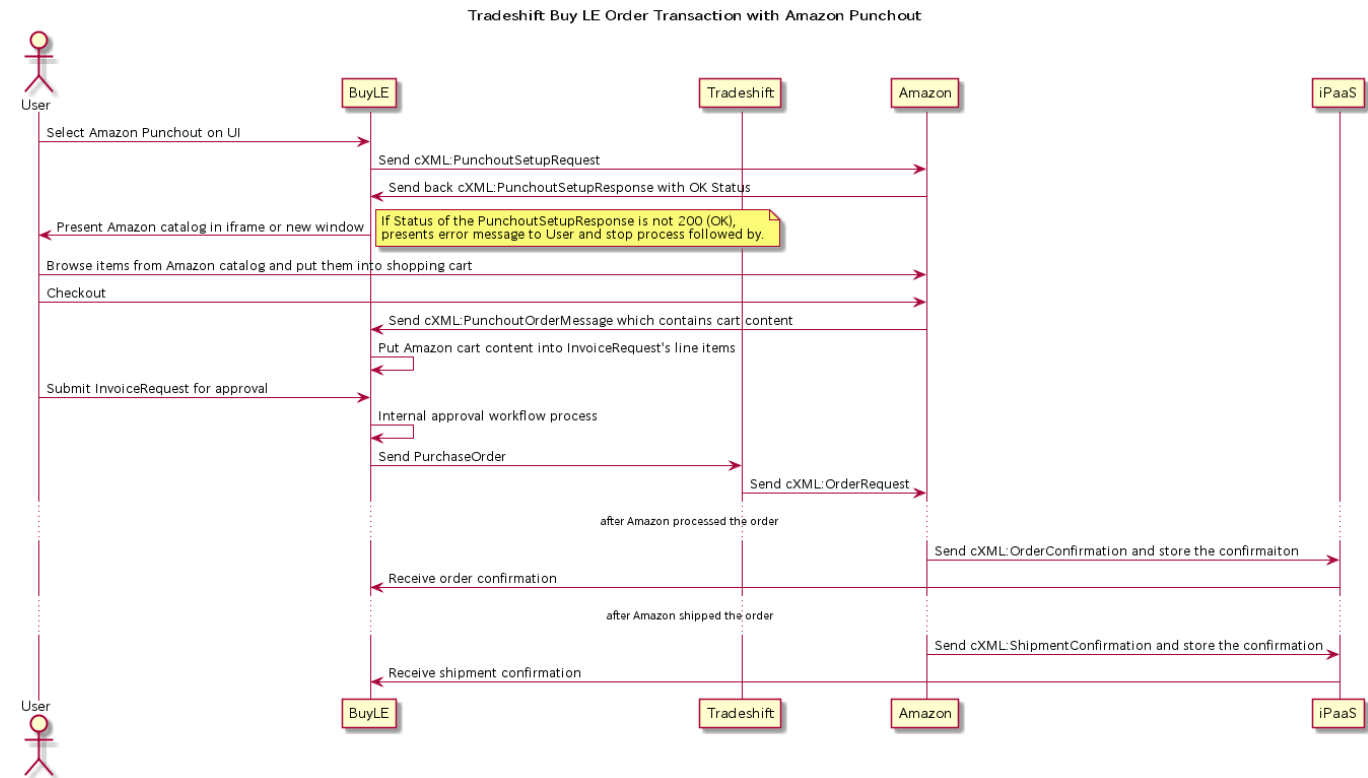 Tradeshift Buy LE Order Transaction with Amazon Punchout
User
BuyLE
Tradeshift
Amazon
iPaaS
Select Amazon Punchout on UI
Send cXML:PunchoutSetupRequest
Send back cXML:PunchoutSetupResponse with OK Status
If Status of the PunchoutSetupResponse is not 200 (OK),
presents error message to User and stop process followed by.
Present Amazon catalog in iframe or new window
Browse items from Amazon catalog and put them into shopping cart
Checkout
Send cXML:PunchoutOrderMessage which contains cart content
Put Amazon cart content into InvoiceRequest's line items
Submit InvoiceRequest for approval
Internal approval workflow process
Send PurchaseOrder
Send cXML:OrderRequest
after Amazon processed the order
Send cXML:OrderConfirmation and store the confirmaiton
Receive order confirmation
after Amazon shipped the order
Send cXML:ShipmentConfirmation and store the confirmation
Receive shipment confirmation
User
BuyLE
Tradeshift
Amazon
iPaaS